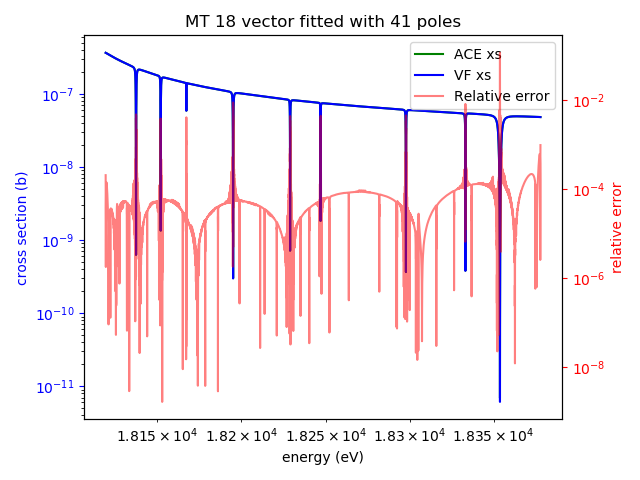 MT 18 vector fitted with 41 poles
ACE xs
VF xs
Relative error
10⁻⁷
10⁻⁸
10⁻⁹
10⁻¹⁰
10⁻¹¹
cross section (b)
10⁻²
10⁻⁴
10⁻⁶
10⁻⁸
relative error
1.815×10⁴ 1.82×10⁴ 1.825×10⁴ 1.83×10⁴ 1.835×10⁴
energy (eV)